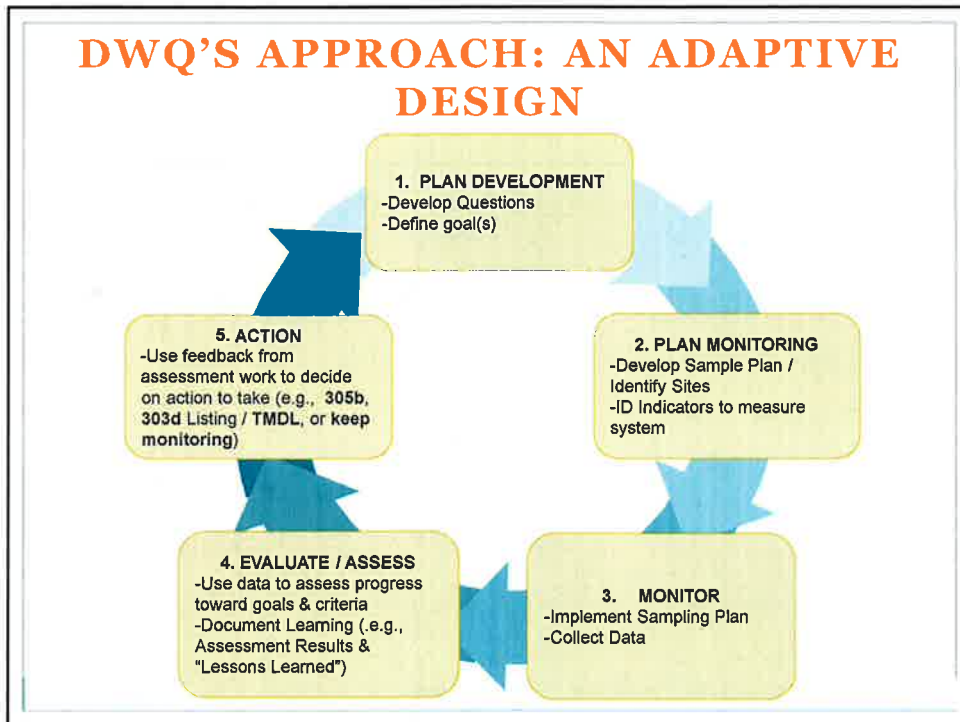 DWQ'S APPROACH: AN ADAPTIVE
DESIGN
1. PLAN DEVELOPMENT
-Develop Questions
-Define goal(s)
2. PLAN MONITORING
-Develop Sample Plan /
Identify Sites
-ID Indicators to measure
system
3. MONITOR
-Implement Sampling Plan
-Collect Data
4. EVALUATE / ASSESS
-Use data to assess progress
toward goals & criteria
-Document Learning (.e.g.,
Assessment Results &
"Lessons Learned")
5. ACTION
-Use feedback from
assessment work to decide
on action to take (e.g., 305b,
303d Listing / TMDL, or keep
monitoring)